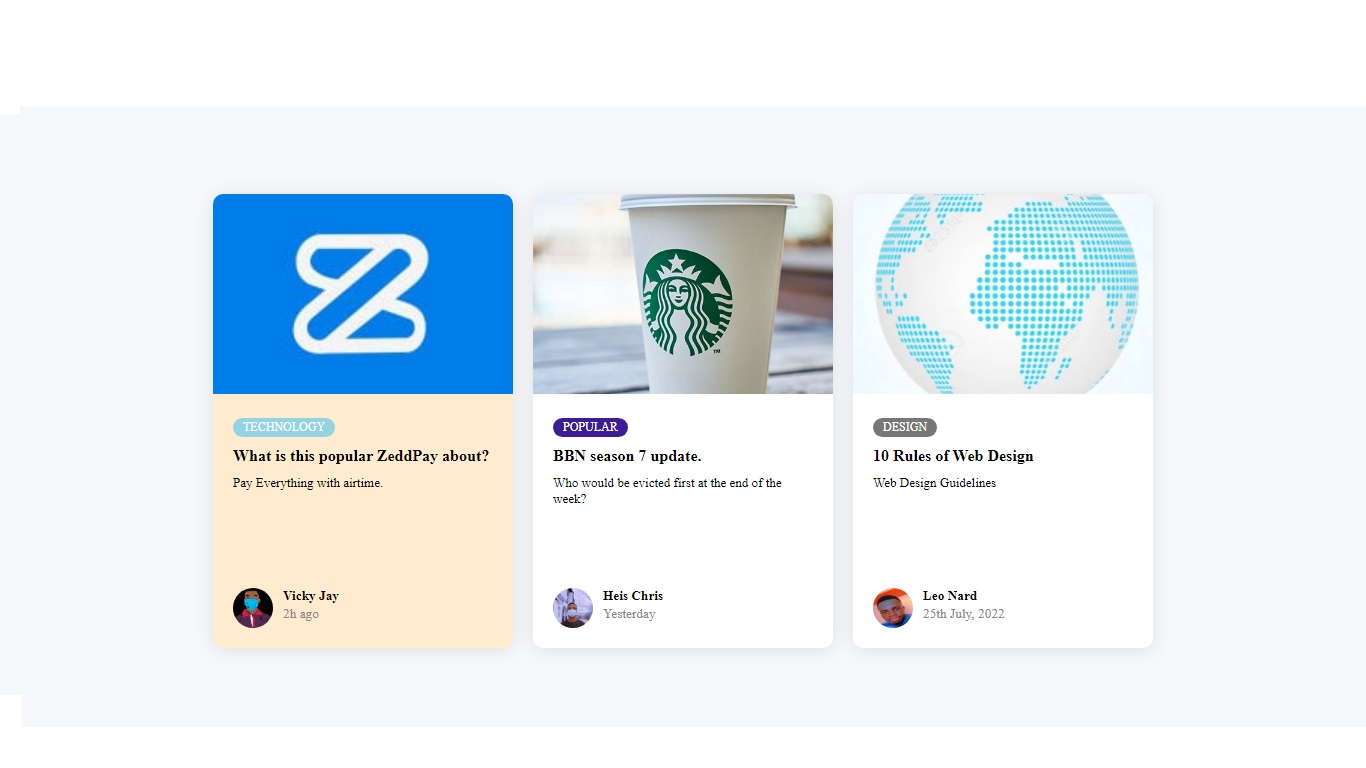 TECHNOLOGY
What is this popular ZeddPay about?
Pay Everything with airtime.
Vicky Jay
2h ago
TM
POPULAR
BBN season 7 update.
Who would be evicted first at the end of the
week?
Heis Chris
Yesterday
DESIGN
10 Rules of Web Design
Web Design Guidelines
Leo Nard
25th July, 2022